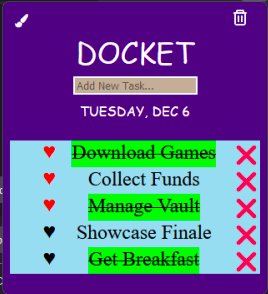 DOCKET
Add New Task...
TUESDAY, DEC 6
♥ Download Games ❌
♥ Collect Funds ❌
♥ Manage Vault ❌
♥ Showcase Finale ❌
♥ Get Breakfast ❌